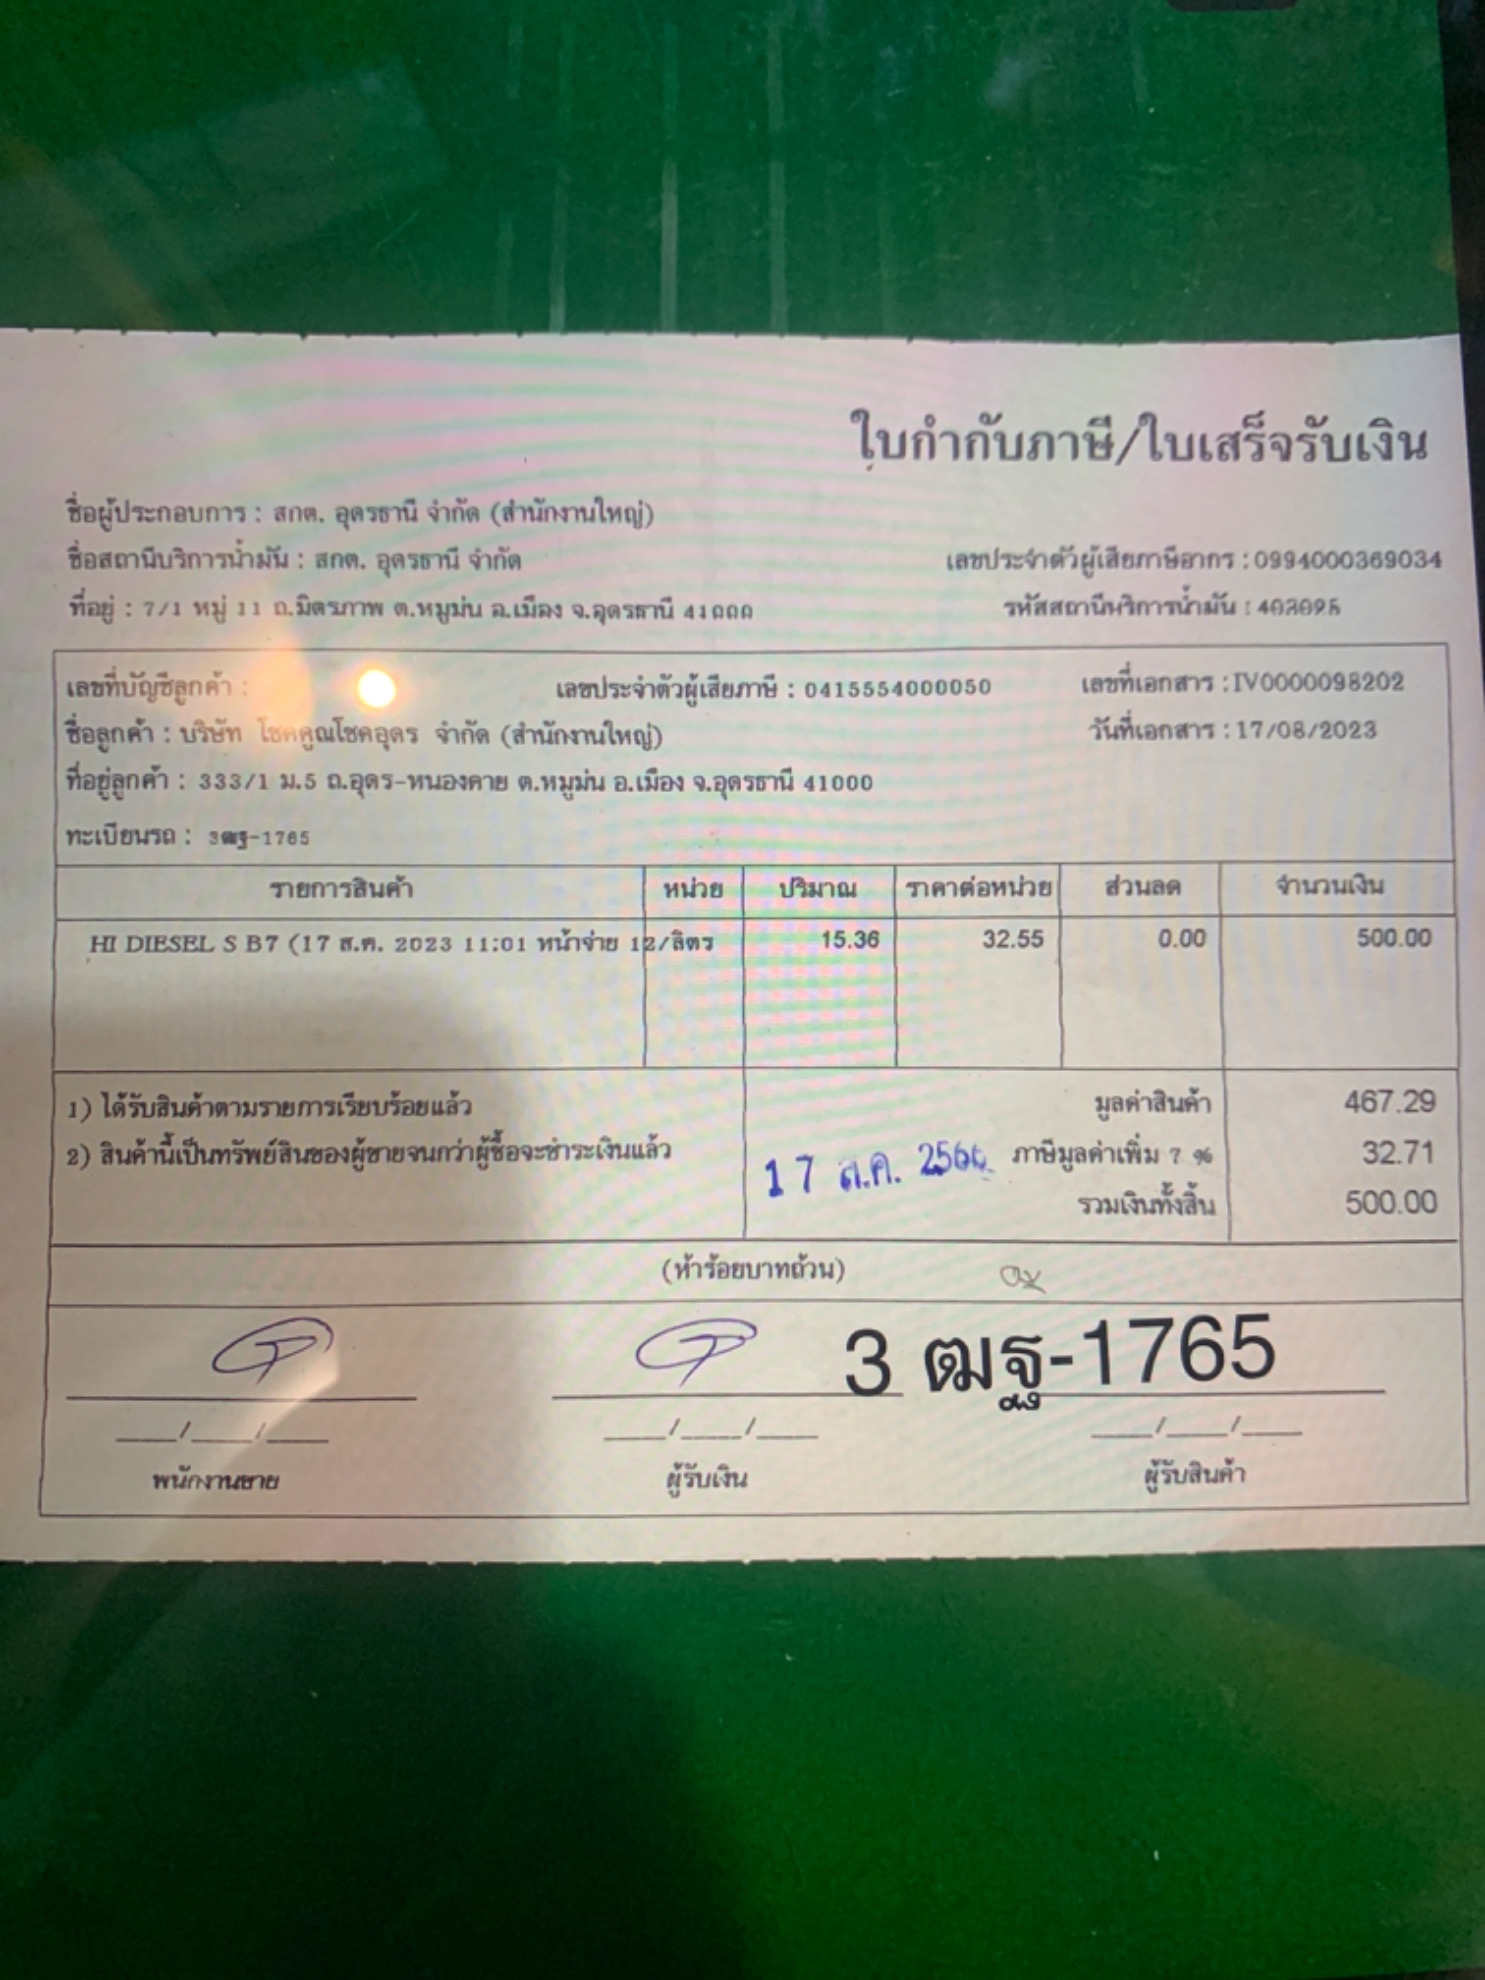 ใบกำกับภาษี/ใบเสร็จรับเงิน
ชื่อผู้ประกอบการ : สกต. อุดรธานี จำกัด (สำนักงานใหญ่)
ชื่อสถานีบริการน้ำมัน : สกต. อุดรธานี จำกัด เลขประจำตัวผู้เสียภาษีอากร : 0994000369034
ที่อยู่ : 7/1 หมู่ 11 ถ.มิตรภาพ ต.หมูม่น อ.เมือง จ.อุดรธานี 41000 รหัสสถานีบริการน้ำมัน :
เลขที่บัญชีลูกค้า : เลขประจำตัวผู้เสียภาษี : 0415554000050 เลขที่เอกสาร : IV0000098202
ชื่อลูกค้า : บริษัท โชคคูณโชคอุดร จำกัด (สำนักงานใหญ่) วันที่เอกสาร : 17/08/2023
ที่อยู่ลูกค้า : 333/1 ม.5 ถ.อุดร-หนองคาย ต.หมูม่น อ.เมือง จ.อุดรธานี 41000
ทะเบียนรถ : 3ฒฐ-1765
รายการสินค้า หน่วย ปริมาณ ราคาต่อหน่วย ส่วนลด จำนวนเงิน
HI DIESEL S B7 (17 ส.ค. 2023 11:01 หน้าจ่าย 12/ลิตร 15.36 32.55 0.00 500.00
1) ได้รับสินค้าตามรายการเรียบร้อยแล้ว มูลค่าสินค้า 467.29
2) สินค้านี้เป็นทรัพย์สินของผู้ขายจนกว่าผู้ซื้อจะชำระเงินแล้ว 17 ส.ค. 2566 ภาษีมูลค่าเพิ่ม 7 % 32.71
รวมเงินทั้งสิ้น 500.00
(ห้าร้อยบาทถ้วน)
3 ฒฐ-1765
___/___/___ ___/___/___ ___/___/___
พนักงานขาย ผู้รับเงิน ผู้รับสินค้า